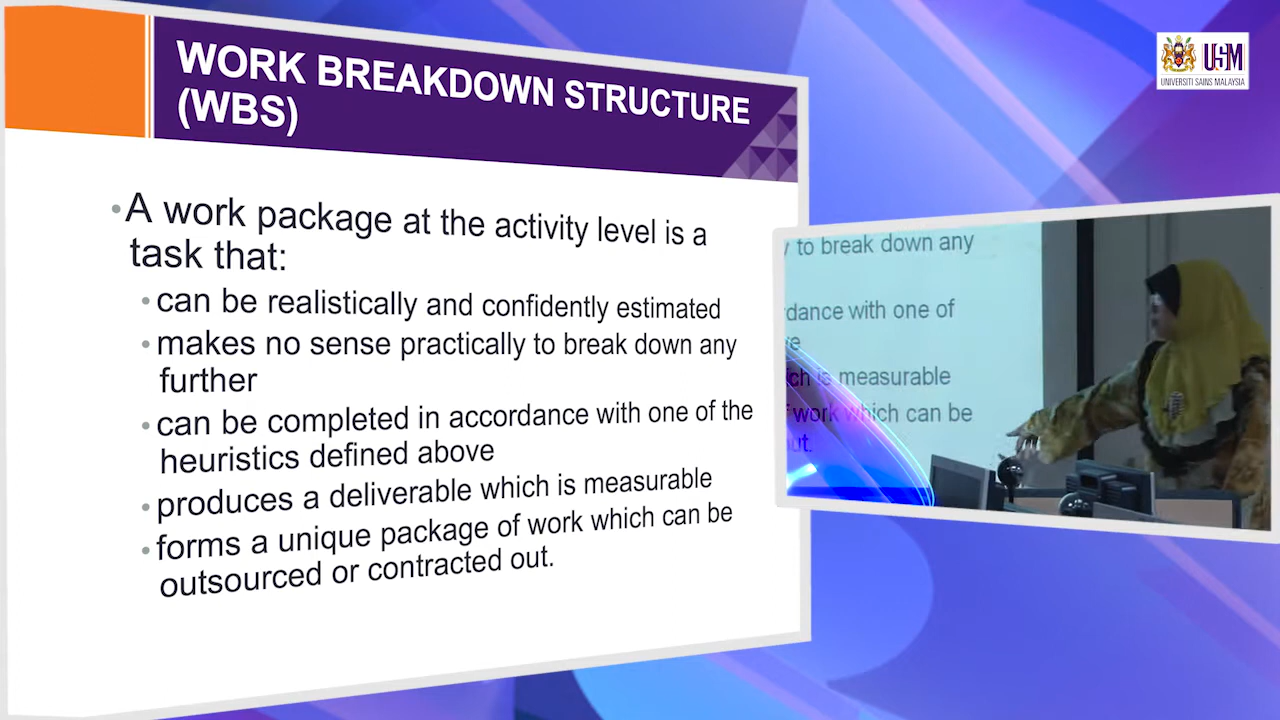 WORK BREAKDOWN STRUCTURE
(WBS)
•A work package at the activity level is a
task that:
•can be realistically and confidently estimated
•makes no sense practically to break down any
further
•can be completed in accordance with one of the
heuristics defined above
•produces a deliverable which is measurable
•forms a unique package of work which can be
outsourced or contracted out.
USM
UNIVERSITI SAINS MALAYSIA
to break down any
dance with one of
is measurable
work which can be
out.